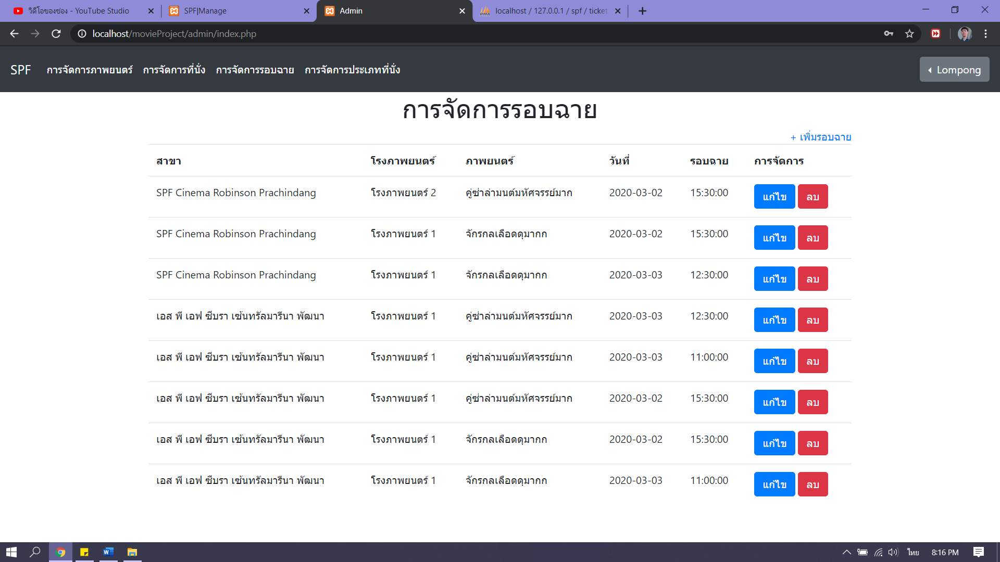 วิดีโอของช่อง - YouTube Studio
SPF|Manage
Admin
localhost / 127.0.0.1 / spf / ticket
localhost/movieProject/admin/index.php
SPF การจัดการภาพยนตร์ การจัดการที่นั่ง การจัดการรอบฉาย การจัดการประเภทที่นั่ง Lompong
การจัดการรอบฉาย
+ เพิ่มรอบฉาย
สาขา โรงภาพยนตร์ ภาพยนตร์ วันที่ รอบฉาย การจัดการ
SPF Cinema Robinson Prachindang โรงภาพยนตร์ 2 คู่ซ่าล่ามนต์มหัศจรรย์มาก 2020-03-02 15:30:00 แก้ไข ลบ
SPF Cinema Robinson Prachindang โรงภาพยนตร์ 1 จักรกลเลือดดุมากก 2020-03-02 15:30:00 แก้ไข ลบ
SPF Cinema Robinson Prachindang โรงภาพยนตร์ 1 จักรกลเลือดดุมากก 2020-03-03 12:30:00 แก้ไข ลบ
เอส พี เอฟ ซีบรา เซ้นทรัลมารีนา พัฒนา โรงภาพยนตร์ 1 คู่ซ่าล่ามนต์มหัศจรรย์มาก 2020-03-03 12:30:00 แก้ไข ลบ
เอส พี เอฟ ซีบรา เซ้นทรัลมารีนา พัฒนา โรงภาพยนตร์ 1 คู่ซ่าล่ามนต์มหัศจรรย์มาก 2020-03-03 11:00:00 แก้ไข ลบ
เอส พี เอฟ ซีบรา เซ้นทรัลมารีนา พัฒนา โรงภาพยนตร์ 1 คู่ซ่าล่ามนต์มหัศจรรย์มาก 2020-03-02 15:30:00 แก้ไข ลบ
เอส พี เอฟ ซีบรา เซ้นทรัลมารีนา พัฒนา โรงภาพยนตร์ 1 จักรกลเลือดดุมากก 2020-03-02 15:30:00 แก้ไข ลบ
เอส พี เอฟ ซีบรา เซ้นทรัลมารีนา พัฒนา โรงภาพยนตร์ 1 จักรกลเลือดดุมากก 2020-03-03 11:00:00 แก้ไข ลบ
ไทย 8:16 PM